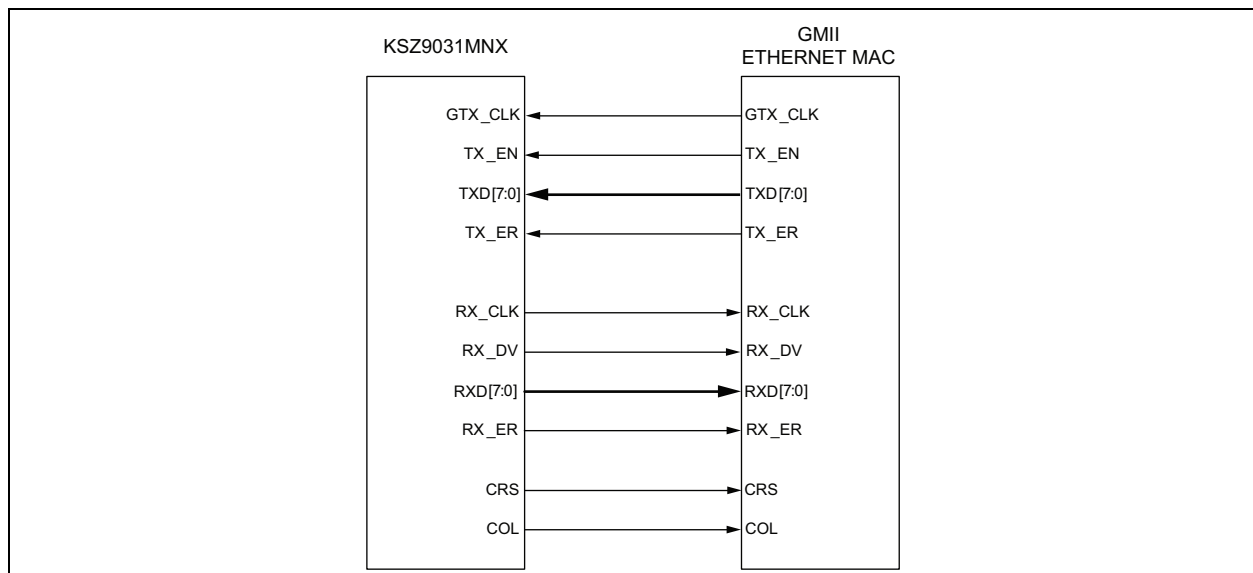 KSZ9031MNX
GMII
ETHERNET MAC
GTX_CLK GTX_CLK
TX_EN TX_EN
TXD[7:0] TXD[7:0]
TX_ER TX_ER
RX_CLK RX_CLK
RX_DV RX_DV
RXD[7:0] RXD[7:0]
RX_ER RX_ER
CRS CRS
COL COL